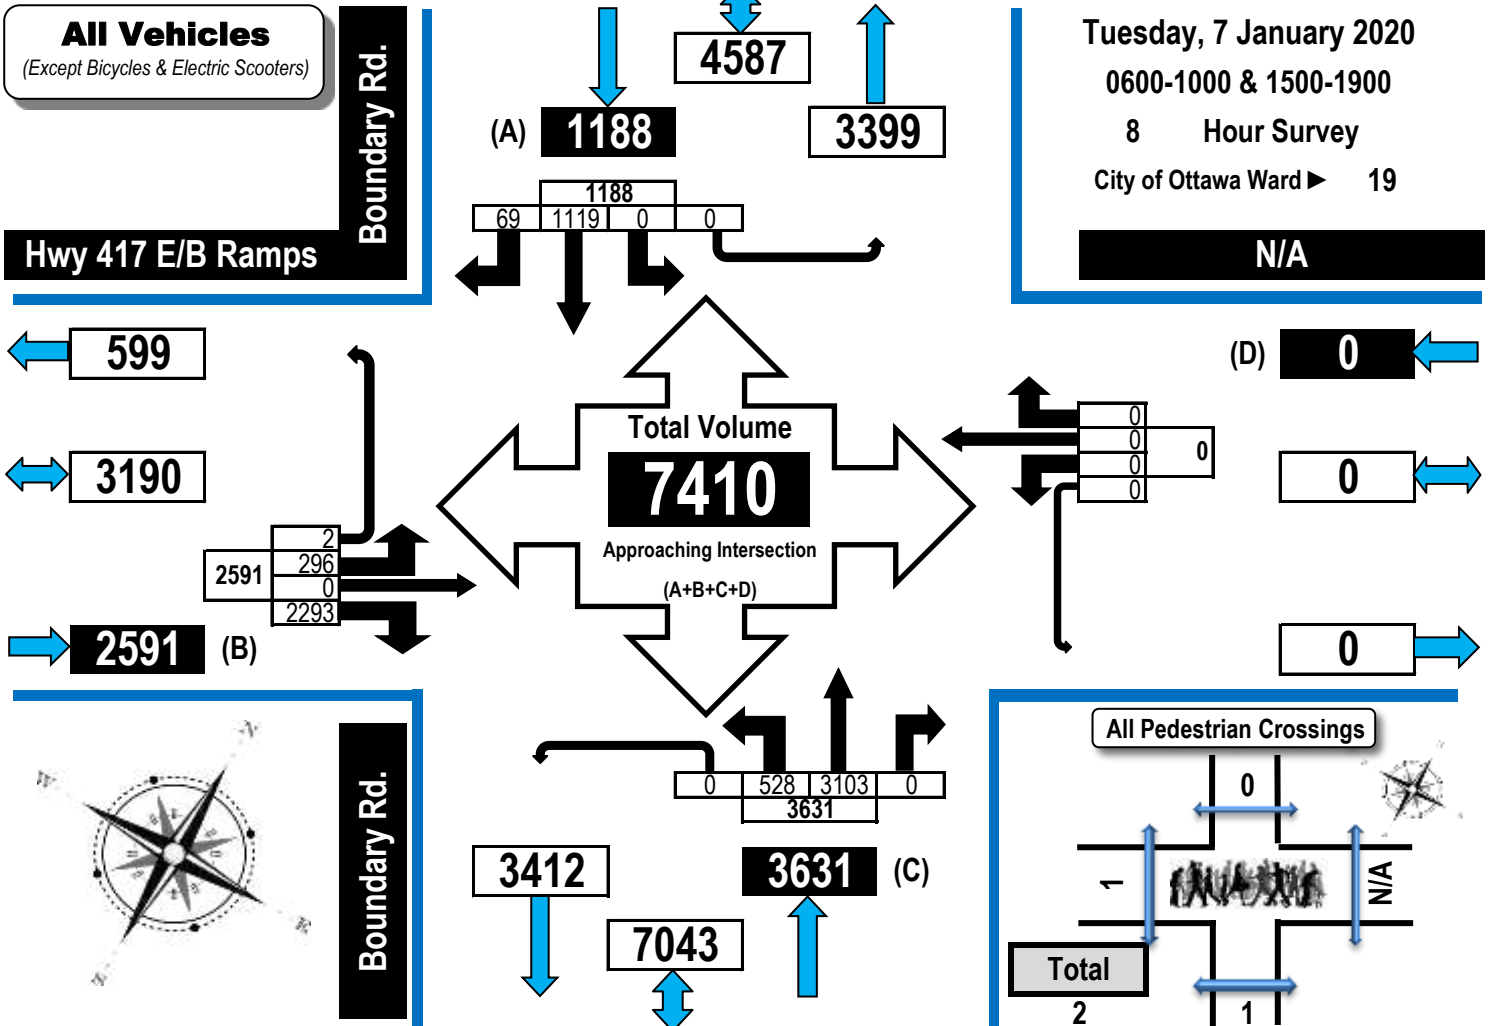 All Vehicles
(Except Bicycles & Electric Scooters)
Boundary Rd.
Hwy 417 E/B Ramps
4587
(A) 1188
3399
1188
69 1119 0 0
Tuesday, 7 January 2020
0600-1000 & 1500-1900
8 Hour Survey
City of Ottawa Ward ► 19
N/A
599
3190
2
296
0
2293
2591
2591 (B)
Total Volume
7410
Approaching Intersection
(A+B+C+D)
(D) 0
0
0
0
0
0
0
0
0 528 3103 0
3631
3412
3631 (C)
7043
Boundary Rd.
N
W
E
S
All Pedestrian Crossings
0
1
N/A
Total
2
1